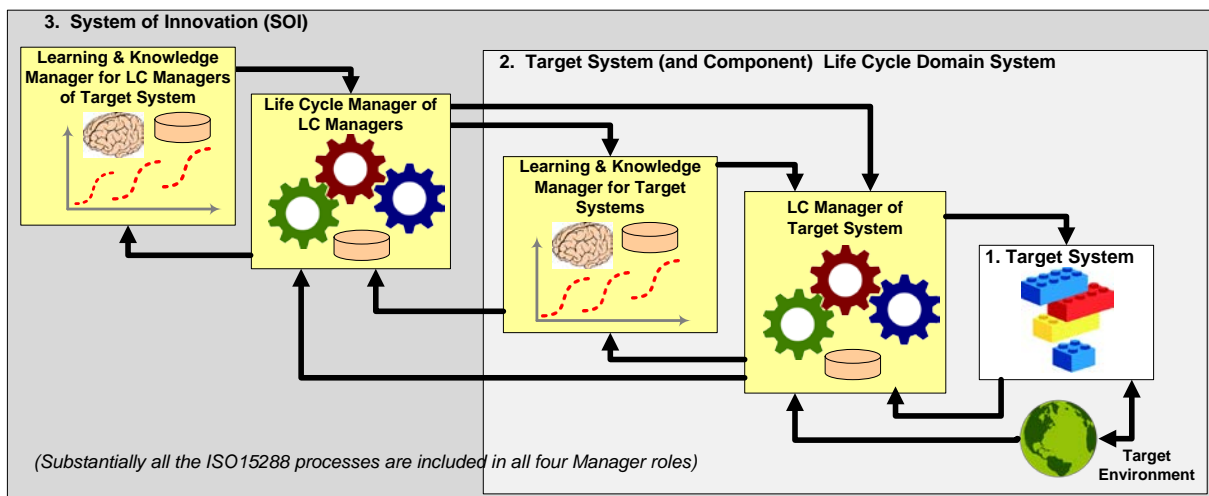 3. System of Innovation (SOI)
Learning & Knowledge
Manager for LC Managers
of Target System
2. Target System (and Component) Life Cycle Domain System
Life Cycle Manager of
LC Managers
Learning & Knowledge
Manager for Target
Systems
LC Manager of
Target System
1. Target System
Target
Environment
(Substantially all the ISO15288 processes are included in all four Manager roles)